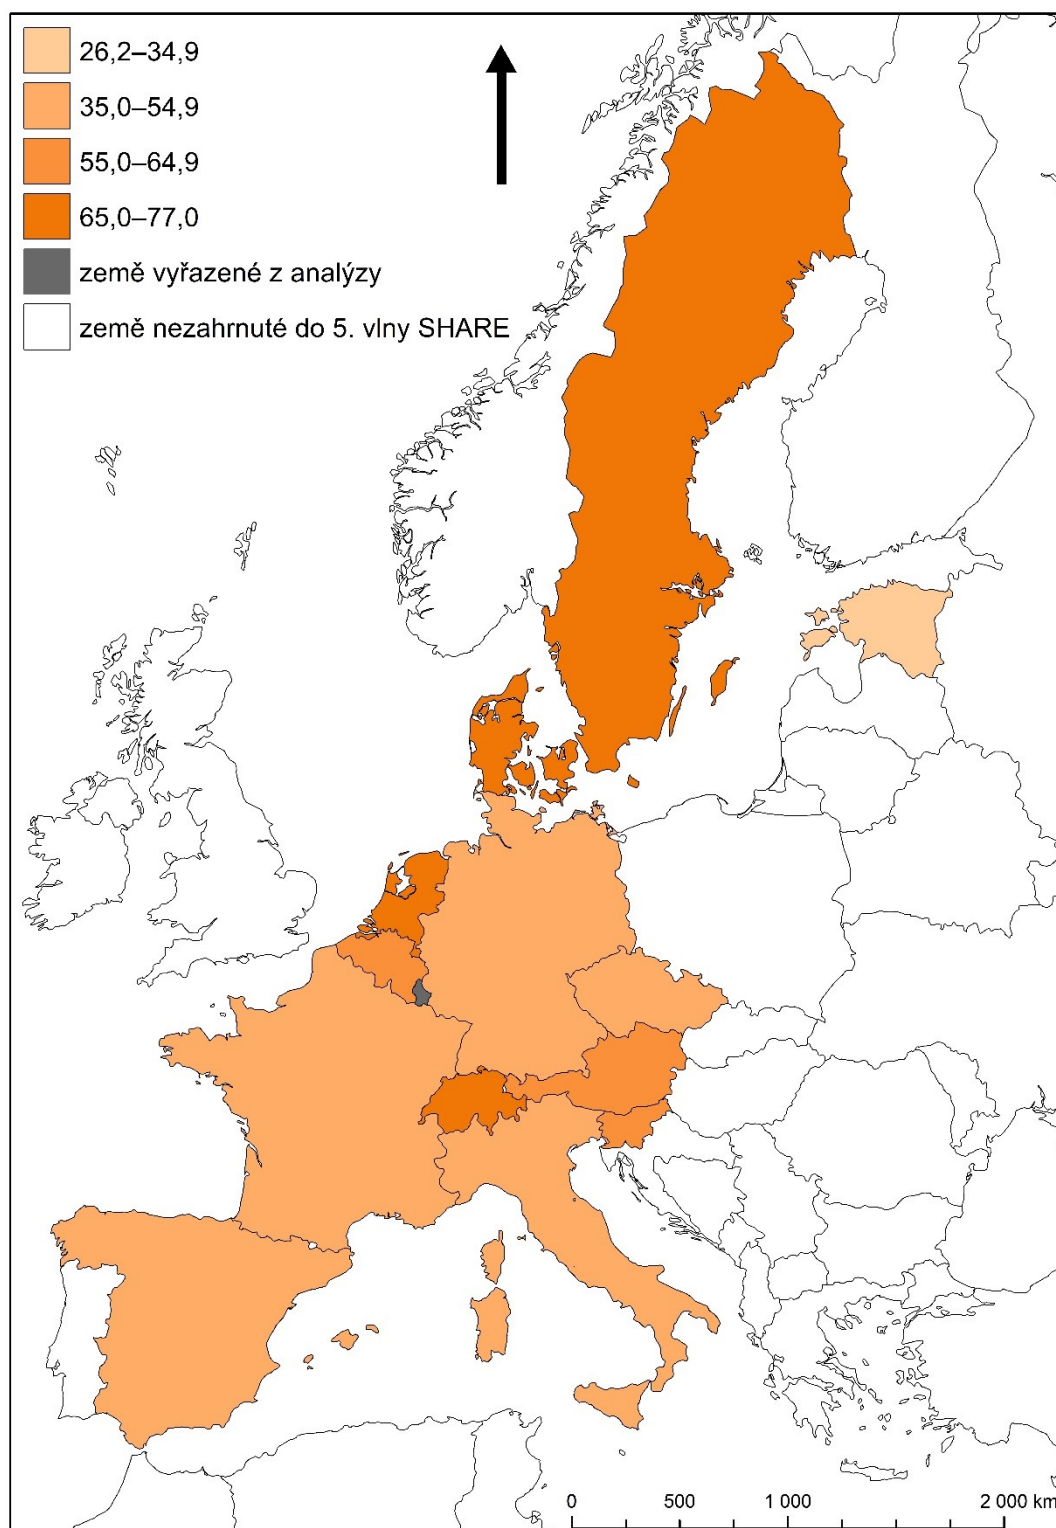 26,2–34,9
35,0–54,9
55,0–64,9
65,0–77,0
země vyřazené z analýzy
země nezahrnuté do 5. vlny SHARE
0 500 1 000 2 000 km